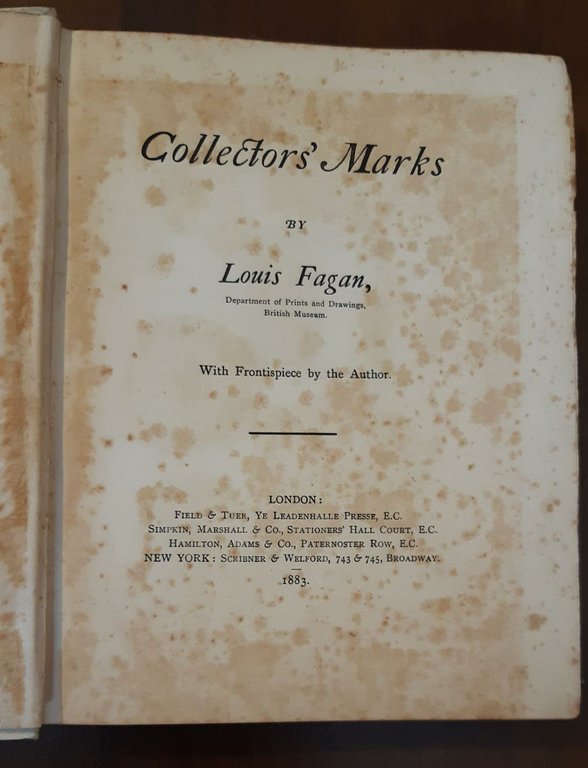 Collectors' Marks
BY
Louis Fagan,
Department of Prints and Drawings,
British Museum.
With Frontispiece by the Author.
LONDON:
Field & Tuer, Ye Leadenhalle Presse, E.C.
Simpkin, Marshall & Co., Stationers' Hall Court, E.C.
Hamilton, Adams & Co., Paternoster Row, E.C.
NEW YORK: Scribner & Welford, 743 & 745, Broadway.
1883.